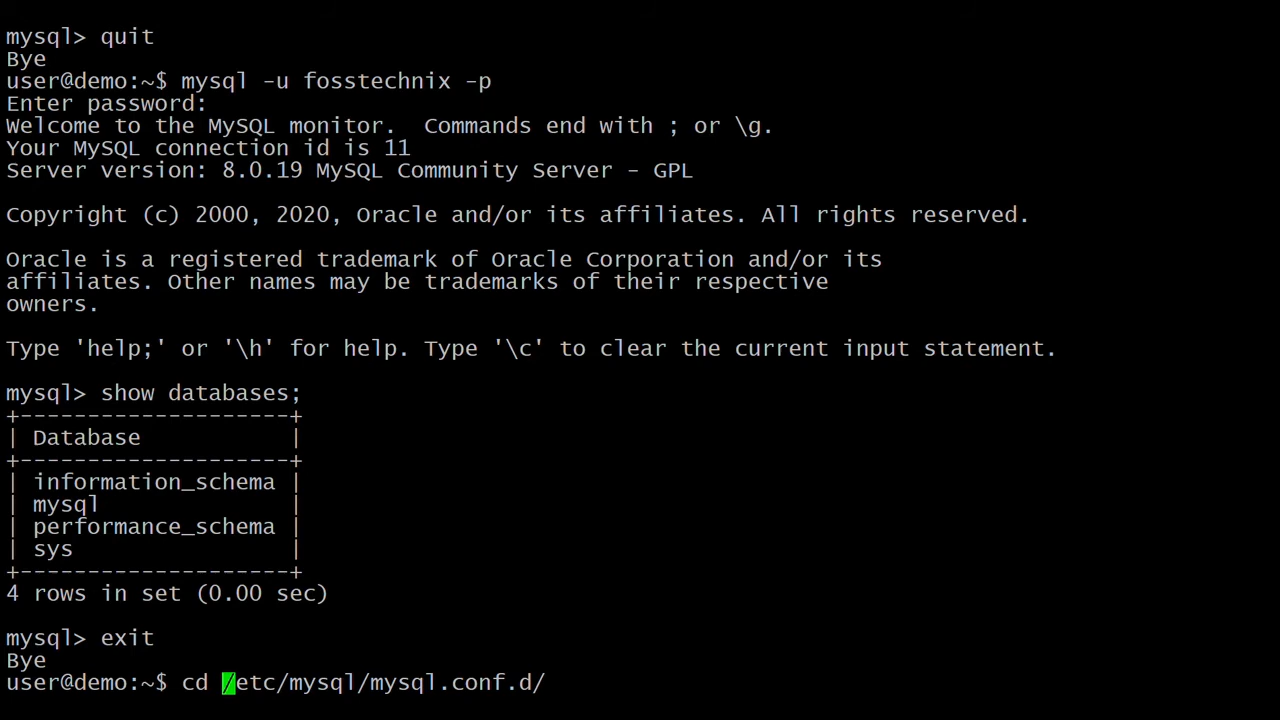 mysql> quit
Bye
user@demo:~$ mysql -u fosstechnix -p
Enter password:
Welcome to the MySQL monitor.  Commands end with ; or \g.
Your MySQL connection id is 11
Server version: 8.0.19 MySQL Community Server - GPL
Copyright (c) 2000, 2020, Oracle and/or its affiliates. All rights reserved.
Oracle is a registered trademark of Oracle Corporation and/or its
affiliates. Other names may be trademarks of their respective
owners.
Type 'help;' or '\h' for help. Type '\c' to clear the current input statement.
mysql> show databases;
+--------------------+
| Database           |
+--------------------+
| information_schema |
| mysql              |
| performance_schema |
| sys                |
+--------------------+
4 rows in set (0.00 sec)
mysql> exit
Bye
user@demo:~$ cd /etc/mysql/mysql.conf.d/